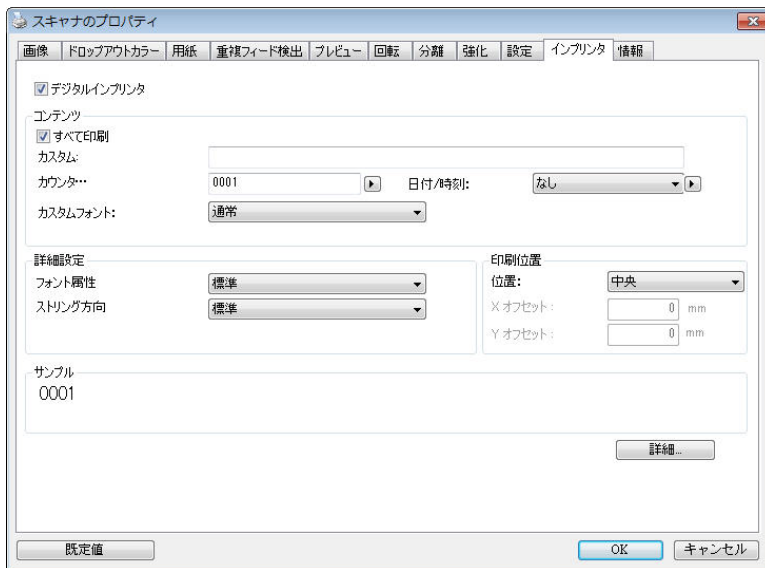 スキャナのプロパティ
画像 ドロップアウトカラー 用紙 重複フィード検出 プレビュー 回転 分離 強化 設定 インプリンタ 情報
デジタルインプリンタ
コンテンツ
すべて印刷
カスタム:
カウンタ… 0001 日付/時刻: なし
カスタムフォント: 通常
詳細設定 印刷位置
フォント属性 標準 位置: 中央
ストリング方向 標準 X オフセット: 0 mm
Y オフセット: 0 mm
サンプル
0001
詳細...
既定値 OK キャンセル